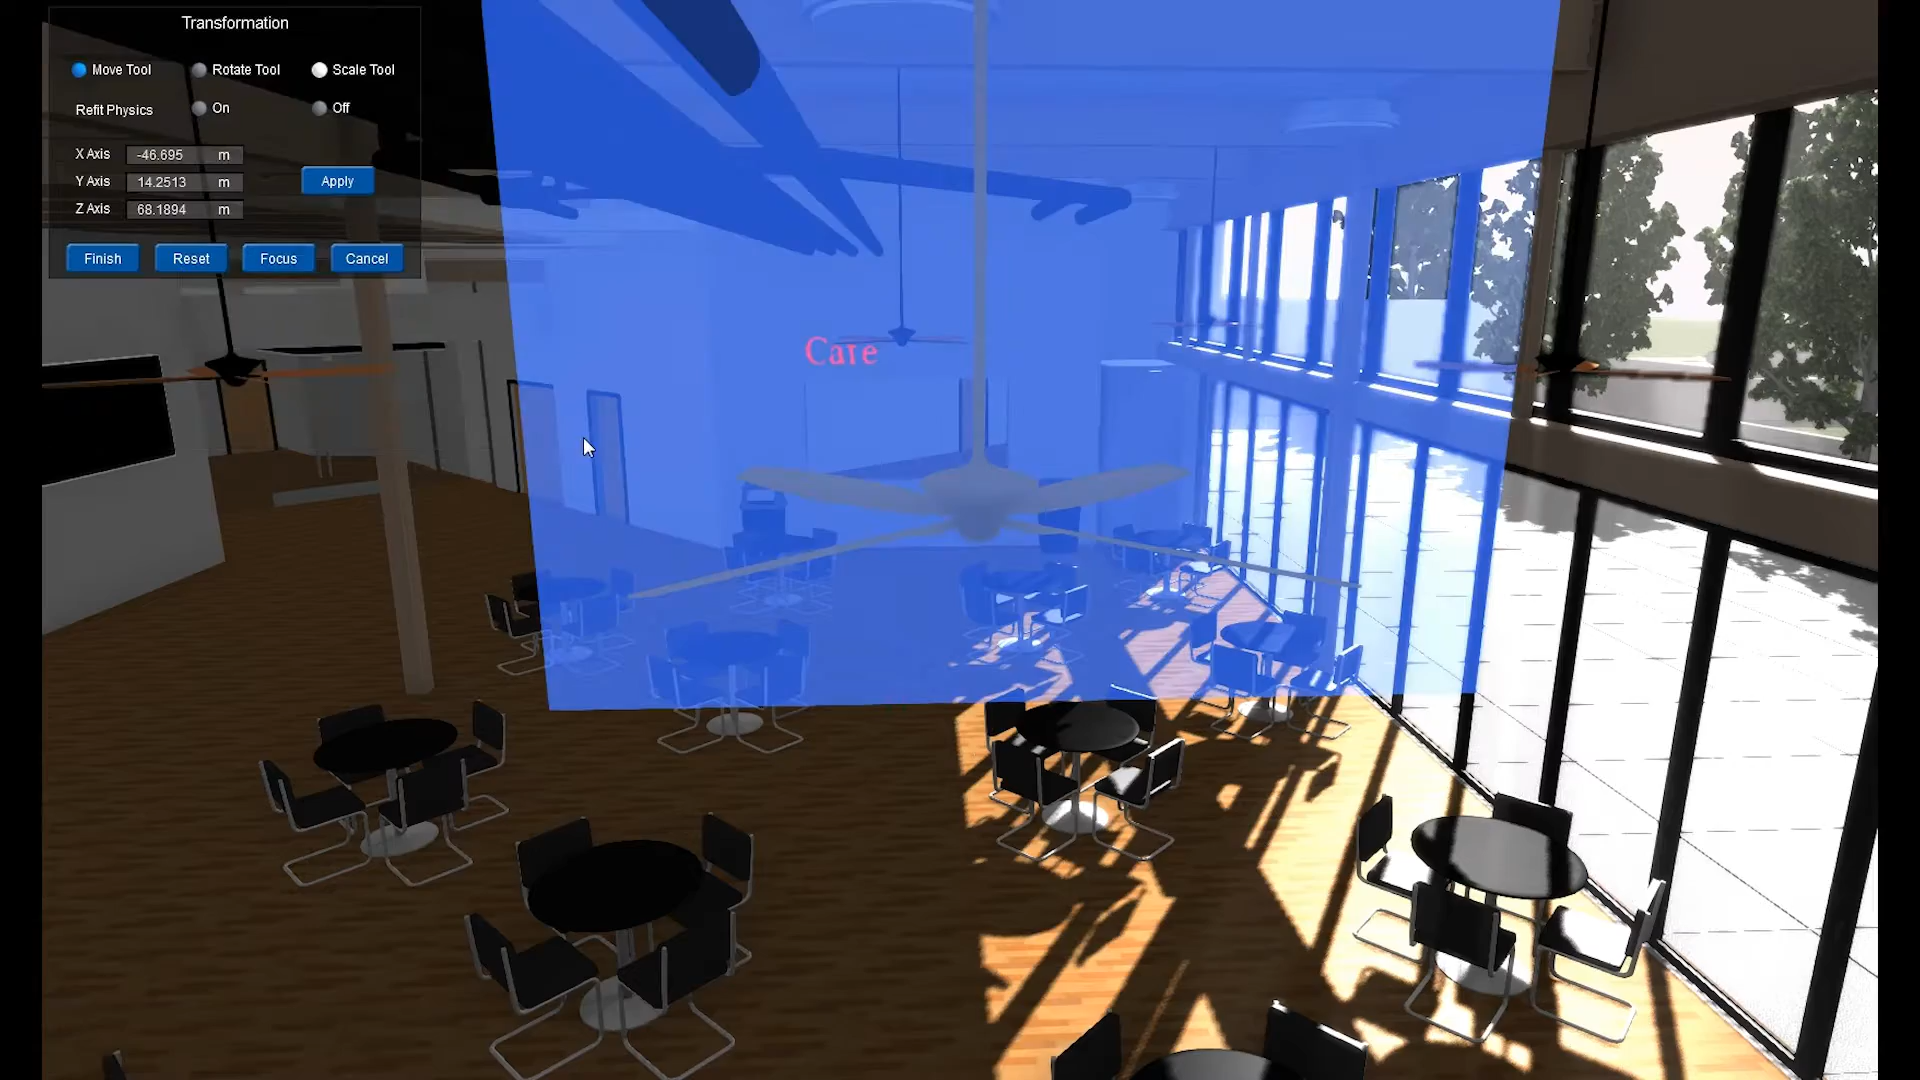 Transformation
Move Tool Rotate Tool Scale Tool
Refit Physics On Off
X Axis -46.695 m
Y Axis 14.2513 m
Apply
Z Axis 68.1894 m
Finish Reset Focus Cancel
Cafe